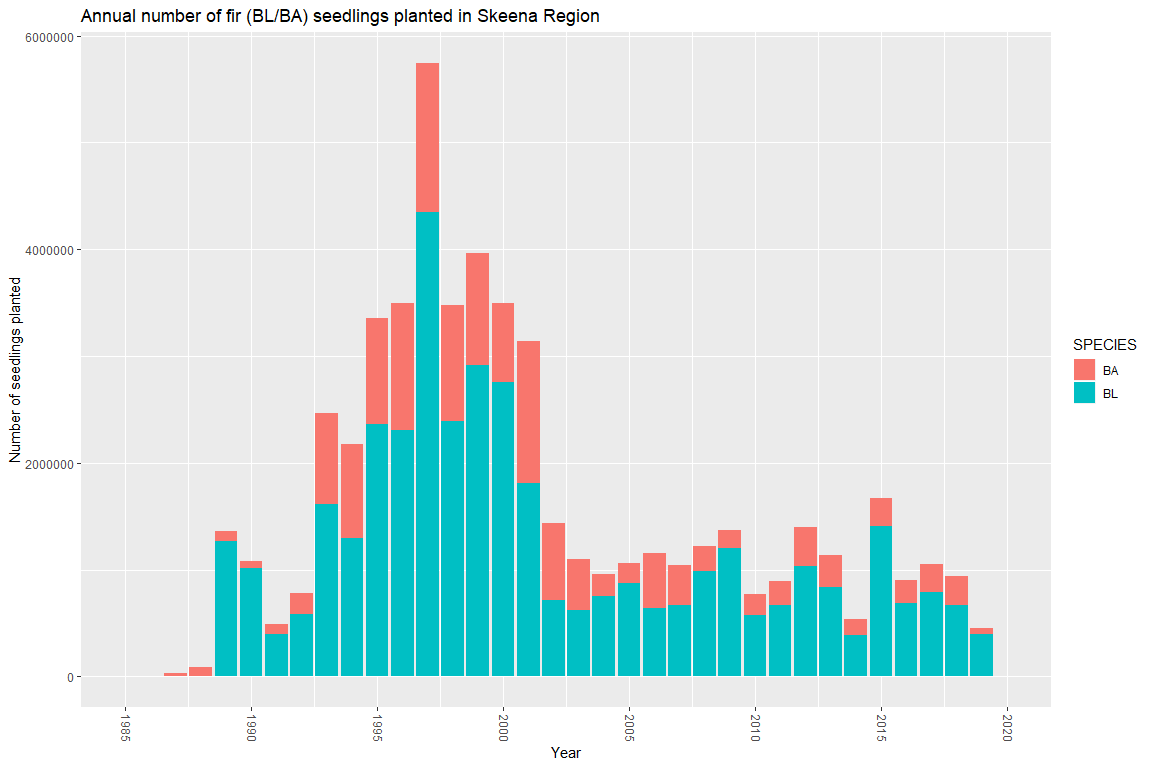 Annual number of fir (BL/BA) seedlings planted in Skeena Region
6000000
4000000
2000000
0
Number of seedlings planted
1985
1990
1995
2000
2005
2010
2015
2020
Year
SPECIES
BA
BL